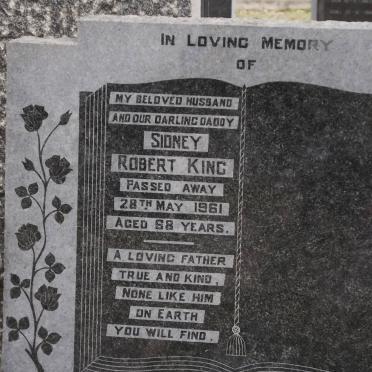 IN LOVING MEMORY
OF
MY BELOVED HUSBAND
AND OUR DARLING DADDY
SIDNEY
ROBERT KING
PASSED AWAY
28TH MAY 1961
AGED 68 YEARS.
A LOVING FATHER
TRUE AND KIND,
NONE LIKE HIM
ON EARTH
YOU WILL FIND.